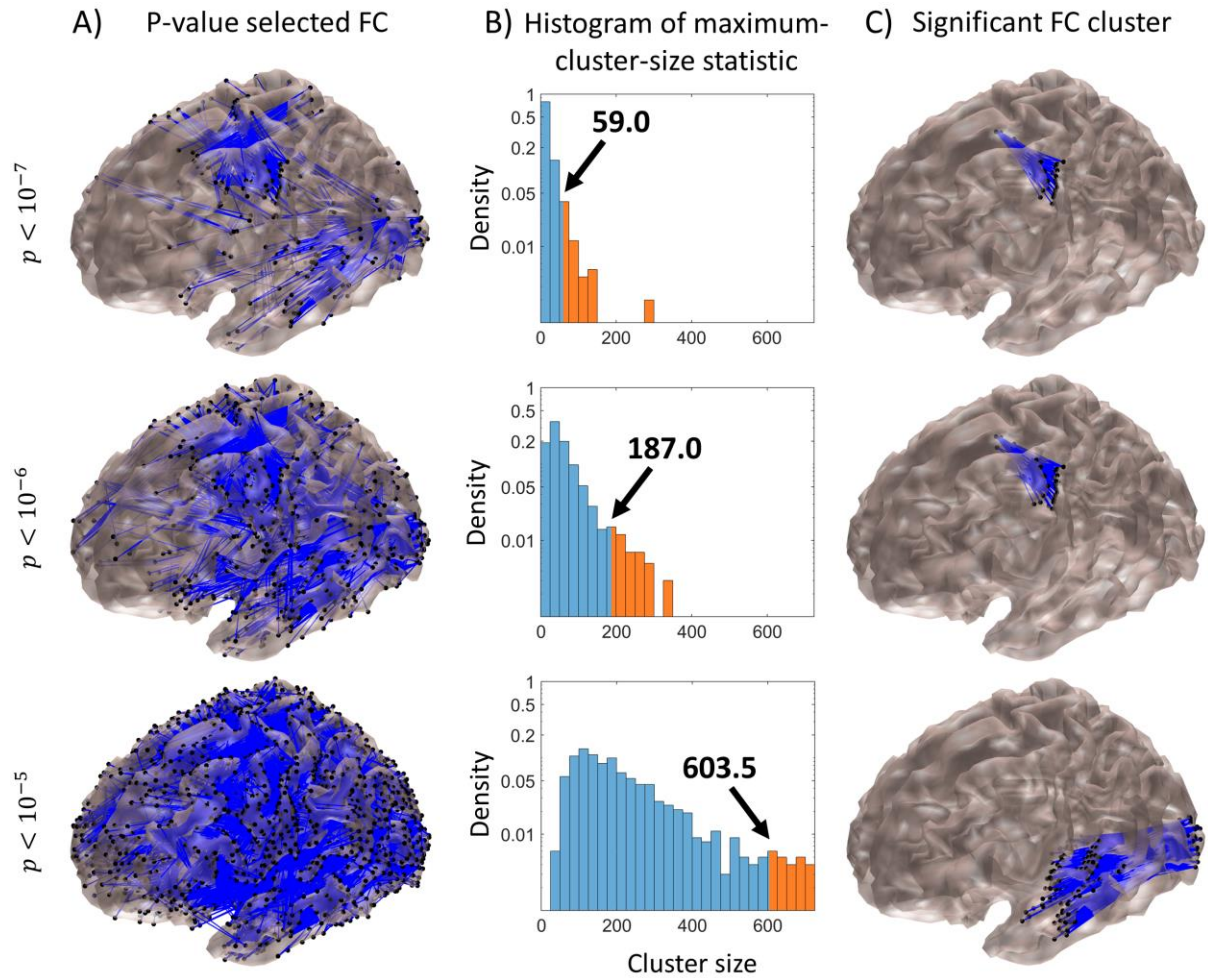 A) P-value selected FC
B) Histogram of maximum-
cluster-size statistic
C) Significant FC cluster
p < 10⁻⁷
Density
1
0.5
0.2
0.05
0.01
59.0
0 200 400 600
p < 10⁻⁶
Density
1
0.5
0.2
0.05
0.01
187.0
0 200 400 600
p < 10⁻⁵
Density
1
0.5
0.2
0.05
0.01
603.5
0 200 400 600
Cluster size